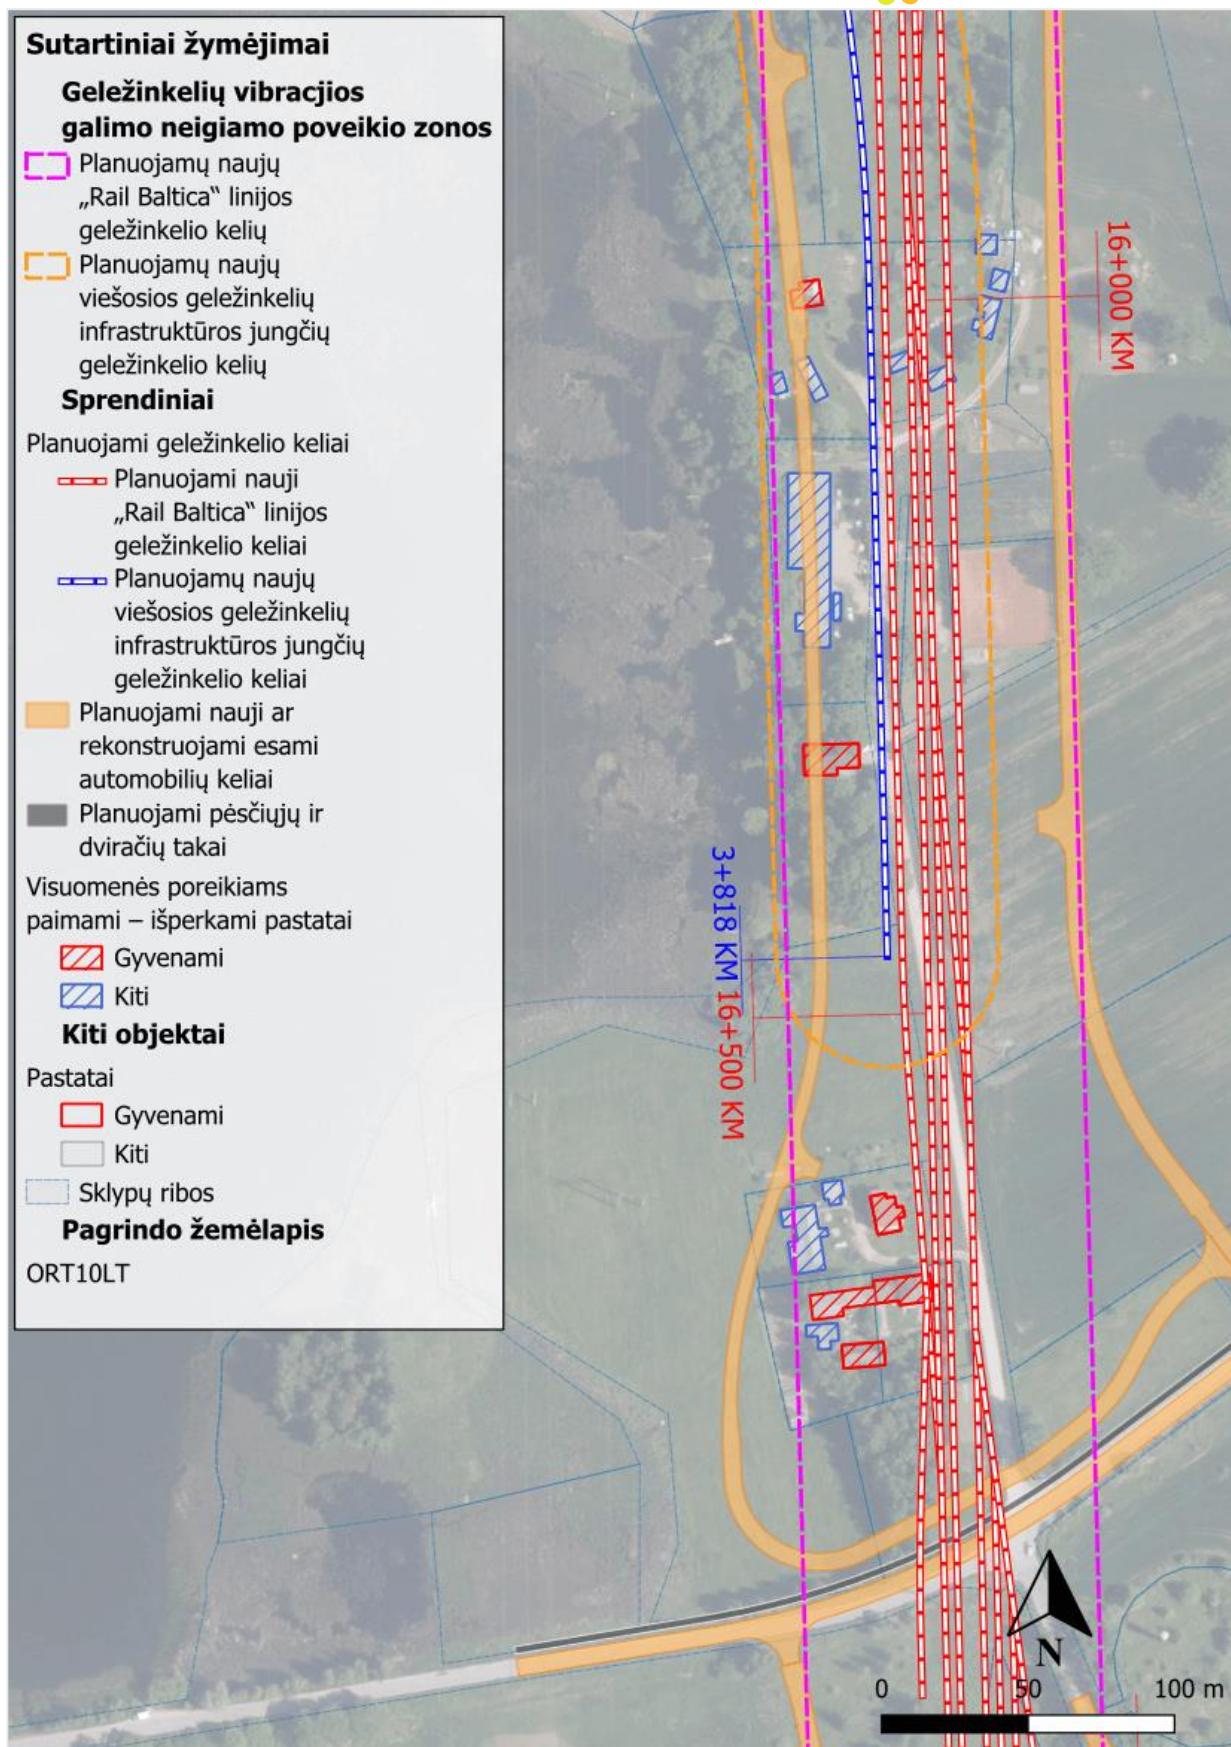 Sutartiniai žymėjimai
Geležinkelių vibracjios
galimo neigiamo poveikio zonos
Planuojamų naujų
„Rail Baltica“ linijos
geležinkelio kelių
Planuojamų naujų
viešosios geležinkelių
infrastruktūros jungčių
geležinkelio kelių
Sprendiniai
Planuojami geležinkelio keliai
Planuojami nauji
„Rail Baltica“ linijos
geležinkelio keliai
Planuojamų naujų
viešosios geležinkelių
infrastruktūros jungčių
geležinkelio keliai
Planuojami nauji ar
rekonstruojami esami
automobilių keliai
Planuojami pėsčiųjų ir
dviračių takai
Visuomenės poreikiams
paimami – išperkami pastatai
Gyvenami
Kiti
Kiti objektai
Pastatai
Gyvenami
Kiti
Sklypų ribos
Pagrindo žemėlapis
ORT10LT
16+000 KM
3+818 KM
16+500 KM
N
0 50 100 m